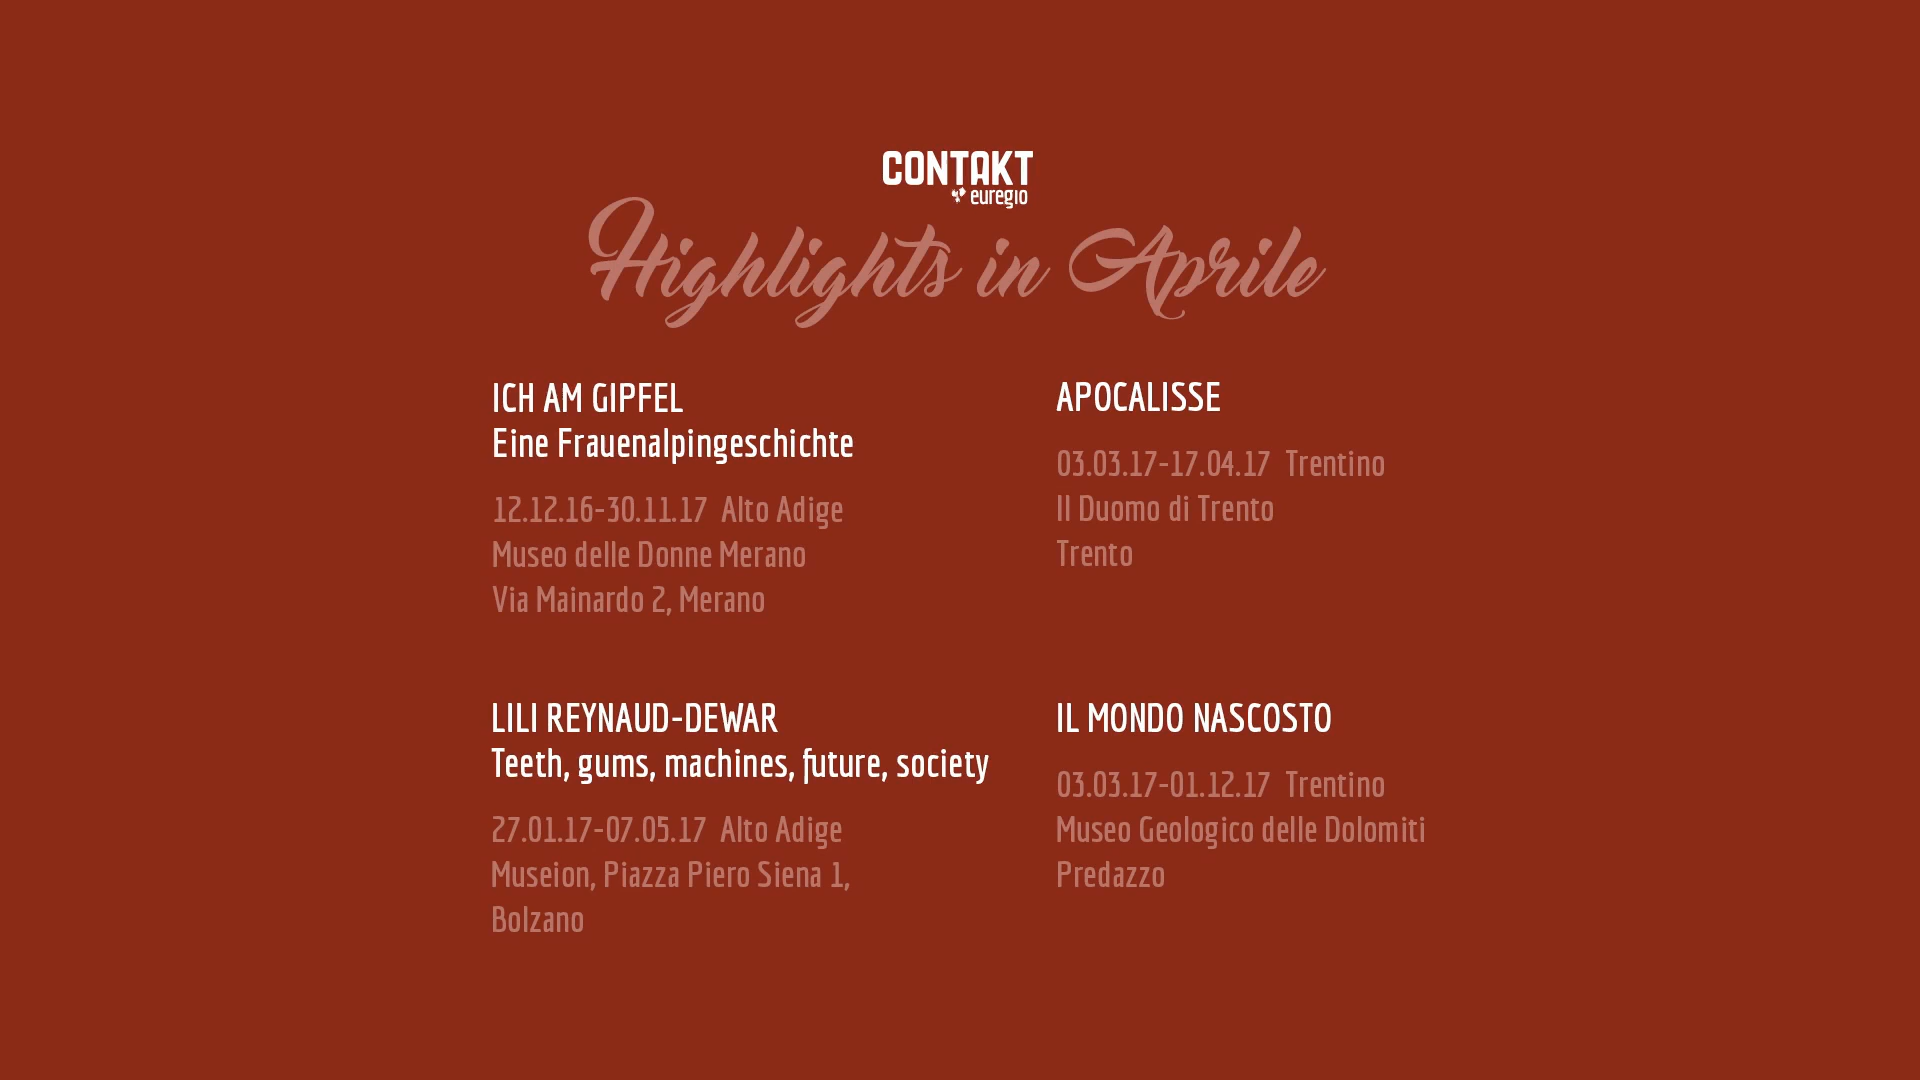 CONTAKT
euregio
Highlights in Aprile
ICH AM GIPFEL
Eine Frauenalpingeschichte
12.12.16-30.11.17 Alto Adige
Museo delle Donne Merano
Via Mainardo 2, Merano
APOCALISSE
03.03.17-17.04.17 Trentino
Il Duomo di Trento
Trento
LILI REYNAUD-DEWAR
Teeth, gums, machines, future, society
27.01.17-07.05.17 Alto Adige
Museion, Piazza Piero Siena 1,
Bolzano
IL MONDO NASCOSTO
03.03.17-01.12.17 Trentino
Museo Geologico delle Dolomiti
Predazzo